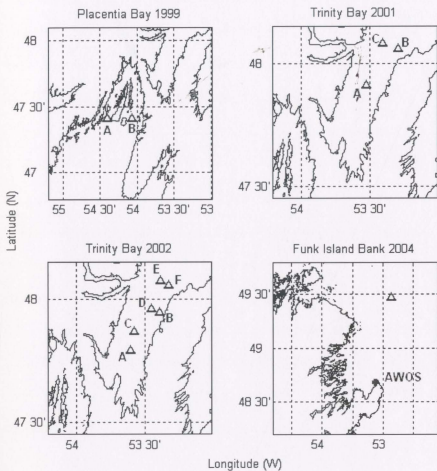 Placentia Bay 1999
Trinity Bay 2001
48
47 30'
47
A
B
55
54 30'
54
53 30'
53
48
47 30'
C
B
A
54
53 30'
Latitude (N)
Trinity Bay 2002
Funk Island Bank 2004
48
47 30'
E
F
D
B
C
A
54
53 30'
49 30'
49
48 30'
AWOS
54
53
Longitude (W)